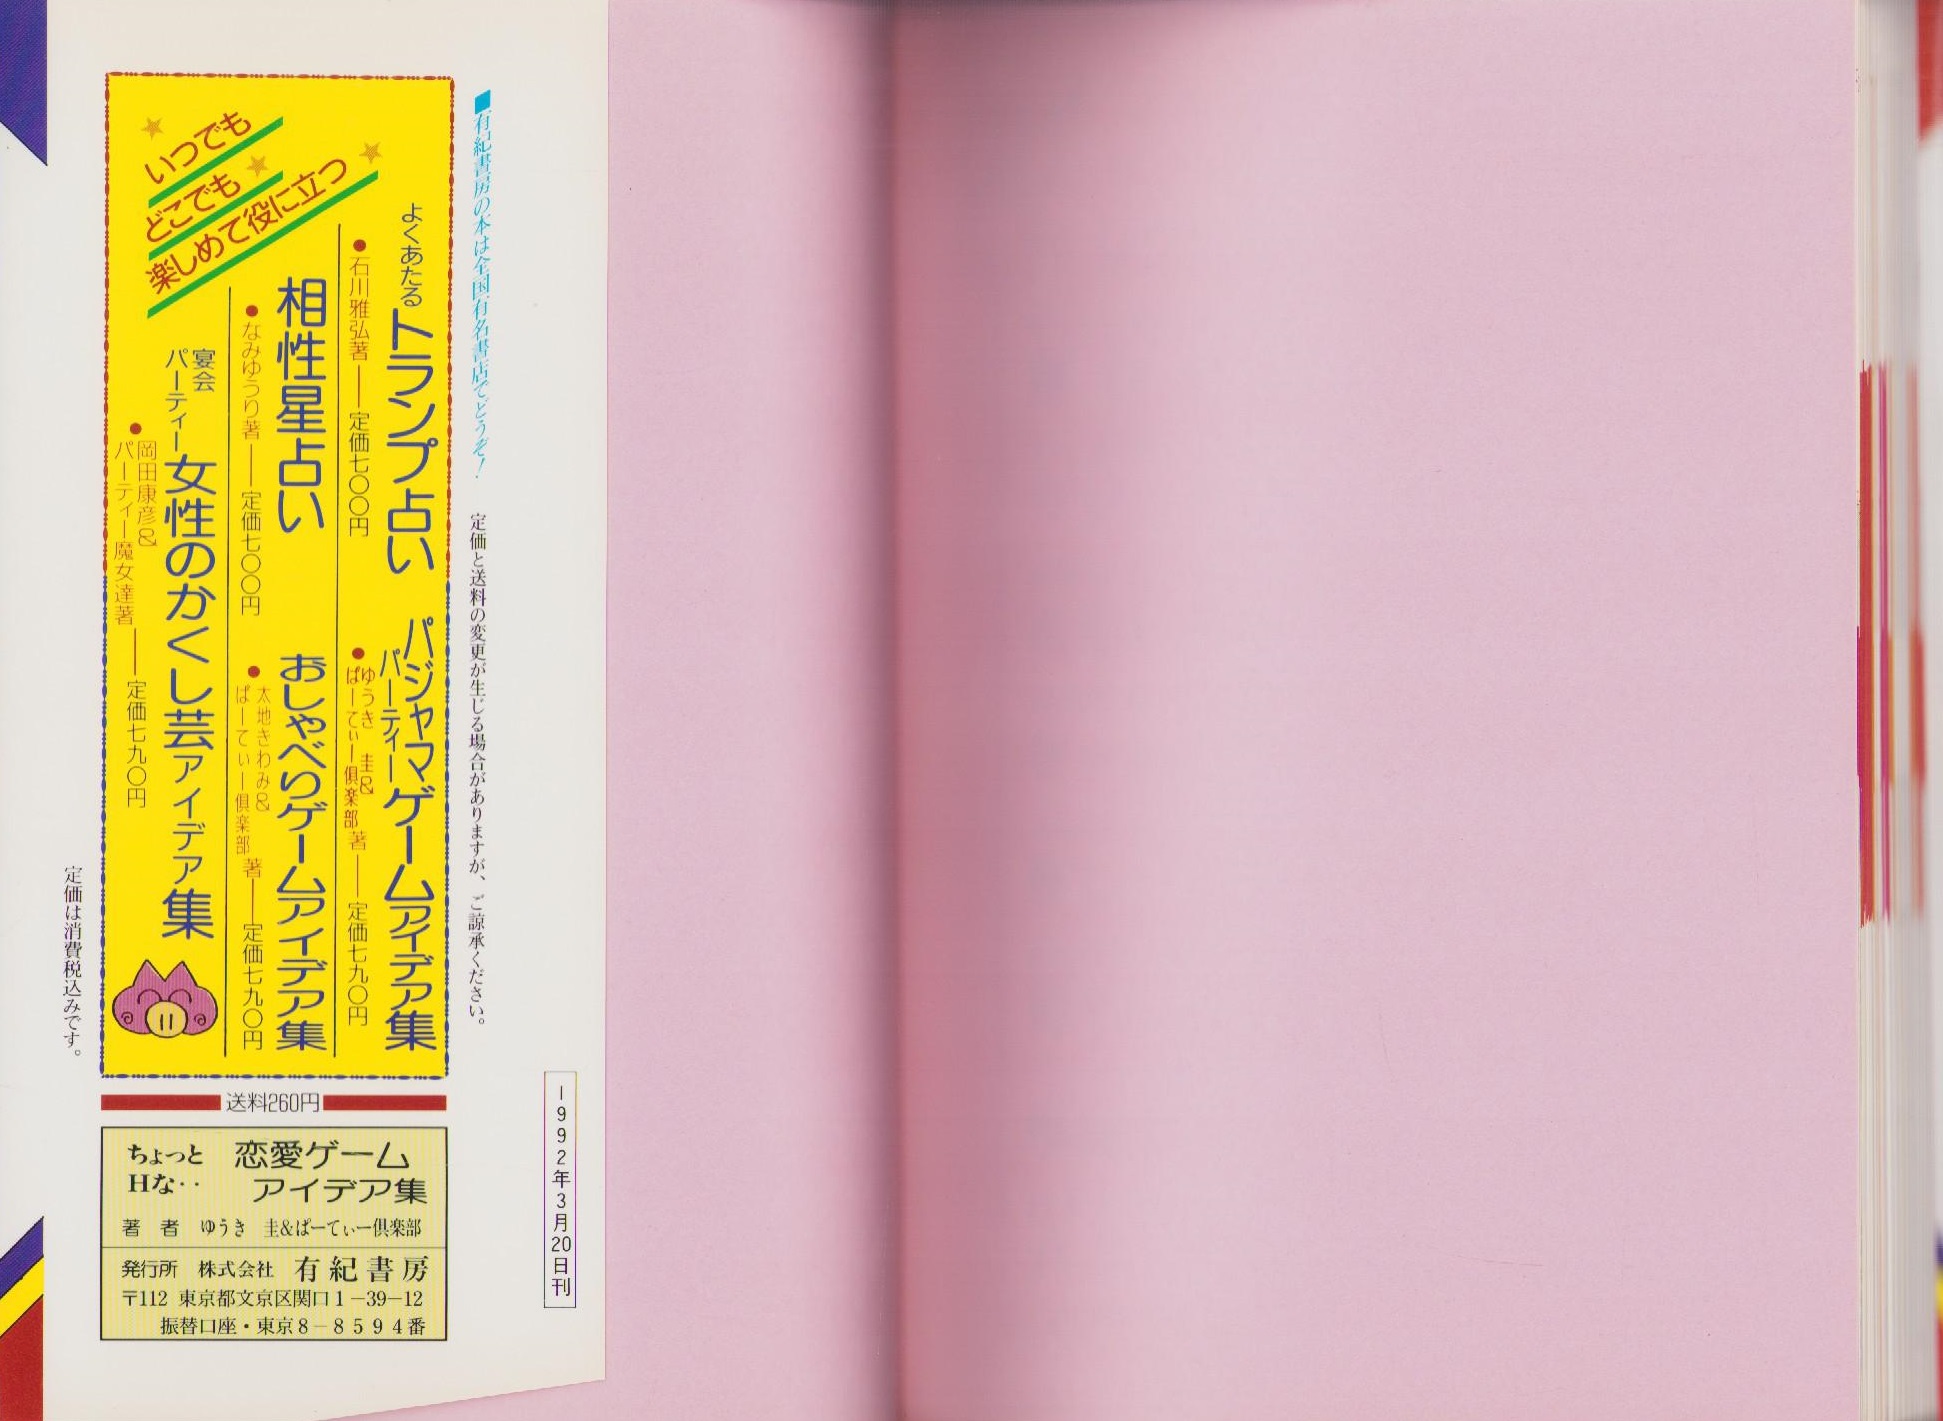 ■有紀書房の本は全国有名書店でどうぞ!
定価と送料の変更が生じる場合がありますが、ご諒承ください。
いつでも
どこでも
楽しめて役に立つ
よくあたるトランプ占い
●石川雅弘著――定価七〇〇円
パジャマ
パーティーゲームアイデア集
●ゆうき 圭&
ぱーてぃー倶楽部著――定価七九〇円
相性星占い
●なみゆうり著――定価七〇〇円
おしゃべりゲームアイデア集
●太地きわみ&
ぱーてぃー倶楽部著――定価七九〇円
宴会
パーティー女性のかくし芸アイデア集
●岡田康彦&
パーティー魔女達著――定価七九〇円
定価は消費税込みです。
送料260円
1992年3月20日刊
ちょっと
Hな‥
恋愛ゲーム
アイデア集
著 者 ゆうき 圭&ぱーてぃー倶楽部
発行所 株式会社 有紀書房
〒112 東京都文京区関口1-39-12
振替口座・東京8-8594番